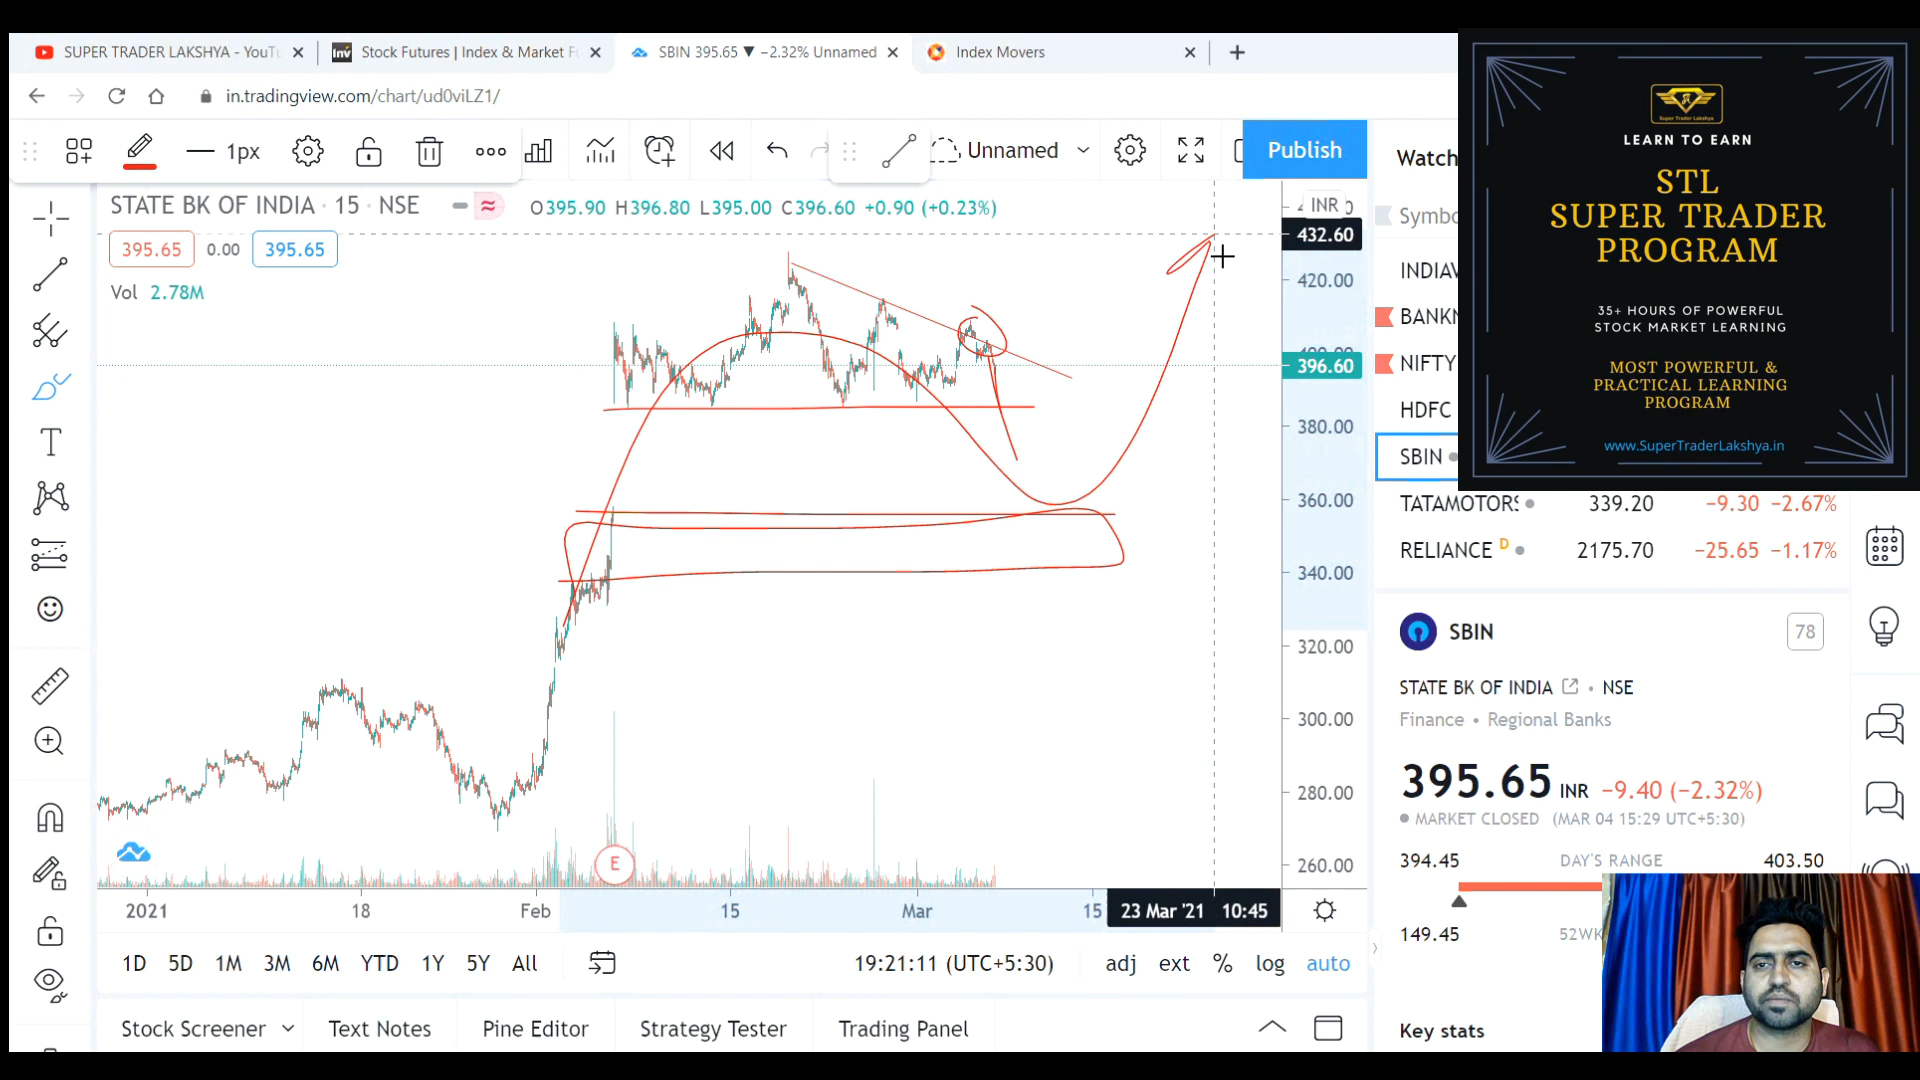 SUPER TRADER LAKSHYA - YouTu
Stock Futures | Index & Market F
SBIN 395.65 ▼ −2.32% Unnamed
Index Movers
in.tradingview.com/chart/ud0viLZ1/
1px
Unnamed
Publish
Watch
STATE BK OF INDIA · 15 · NSE
O395.90 H396.80 L395.00 C396.60 +0.90 (+0.23%)
INR
Symbo
395.65
0.00
395.65
Vol 2.78M
432.60
420.00
396.60
380.00
360.00
340.00
320.00
300.00
280.00
260.00
E
2021
18
Feb
15
Mar
15
23 Mar '21 10:45
1D 5D 1M 3M 6M YTD 1Y 5Y All
19:21:11 (UTC+5:30)
adj ext % log auto
Stock Screener
Text Notes
Pine Editor
Strategy Tester
Trading Panel
Super Trader Lakshya
LEARN TO EARN
STL
SUPER TRADER
PROGRAM
35+ HOURS OF POWERFUL
STOCK MARKET LEARNING
MOST POWERFUL &
PRACTICAL LEARNING
PROGRAM
www.SuperTraderLakshya.in
INDIAV
BANKN
NIFTY
HDFC
SBIN
TATAMOTORS 339.20 −9.30 −2.67%
RELIANCE D 2175.70 −25.65 −1.17%
SBIN
78
STATE BK OF INDIA • NSE
Finance • Regional Banks
395.65 INR −9.40 (−2.32%)
MARKET CLOSED (MAR 04 15:29 UTC+5:30)
394.45 DAY'S RANGE 403.50
149.45 52WK
Key stats